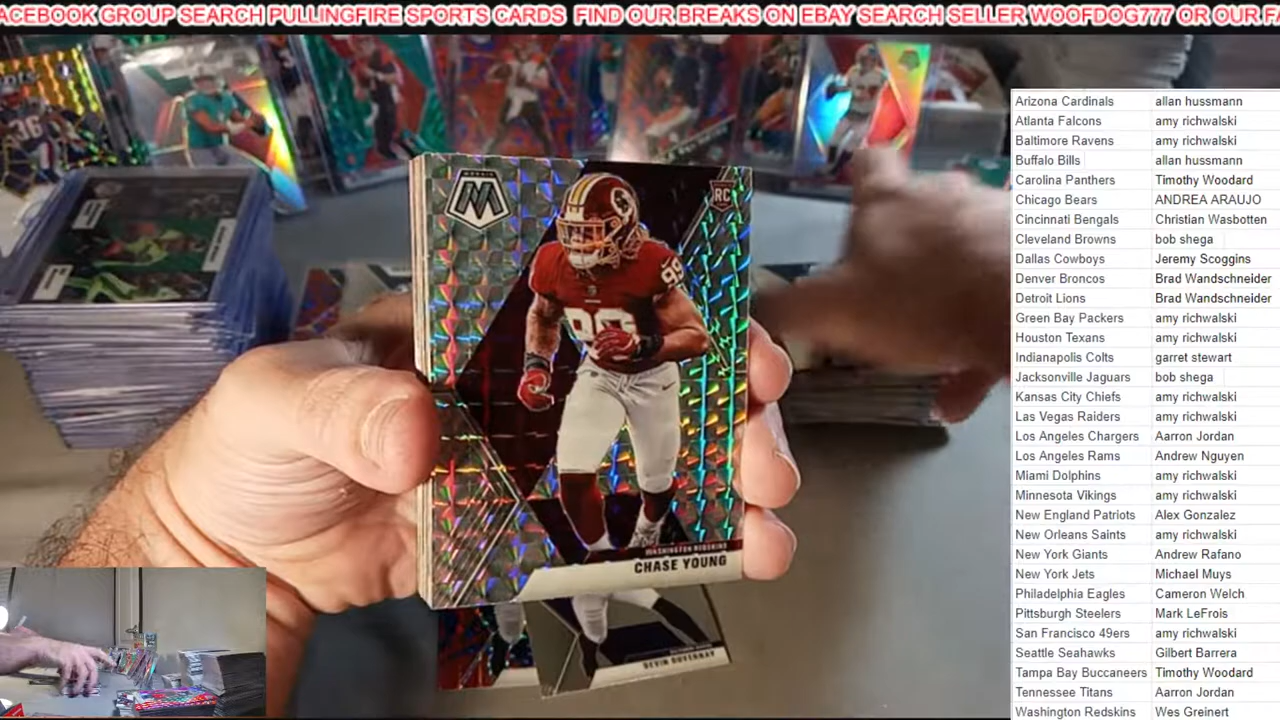 ACEBOOK GROUP SEARCH PULLINGFIRE SPORTS CARDS FIND OUR BREAKS ON EBAY SEARCH SELLER WOOFDOG777 OR OUR FA
36
MOSAIC
M
RC
99
99
WASHINGTON REDSKINS
CHASE YOUNG
DEVIN DUVERNAY
Arizona Cardinals allan hussmann
Atlanta Falcons amy richwalski
Baltimore Ravens amy richwalski
Buffalo Bills allan hussmann
Carolina Panthers Timothy Woodard
Chicago Bears ANDREA ARAUJO
Cincinnati Bengals Christian Wasbotten
Cleveland Browns bob shega
Dallas Cowboys Jeremy Scoggins
Denver Broncos Brad Wandschneider
Detroit Lions Brad Wandschneider
Green Bay Packers amy richwalski
Houston Texans amy richwalski
Indianapolis Colts garret stewart
Jacksonville Jaguars bob shega
Kansas City Chiefs amy richwalski
Las Vegas Raiders amy richwalski
Los Angeles Chargers Aarron Jordan
Los Angeles Rams Andrew Nguyen
Miami Dolphins amy richwalski
Minnesota Vikings amy richwalski
New England Patriots Alex Gonzalez
New Orleans Saints amy richwalski
New York Giants Andrew Rafano
New York Jets Michael Muys
Philadelphia Eagles Cameron Welch
Pittsburgh Steelers Mark LeFrois
San Francisco 49ers amy richwalski
Seattle Seahawks Gilbert Barrera
Tampa Bay Buccaneers Timothy Woodard
Tennessee Titans Aarron Jordan
Washington Redskins Wes Greinert